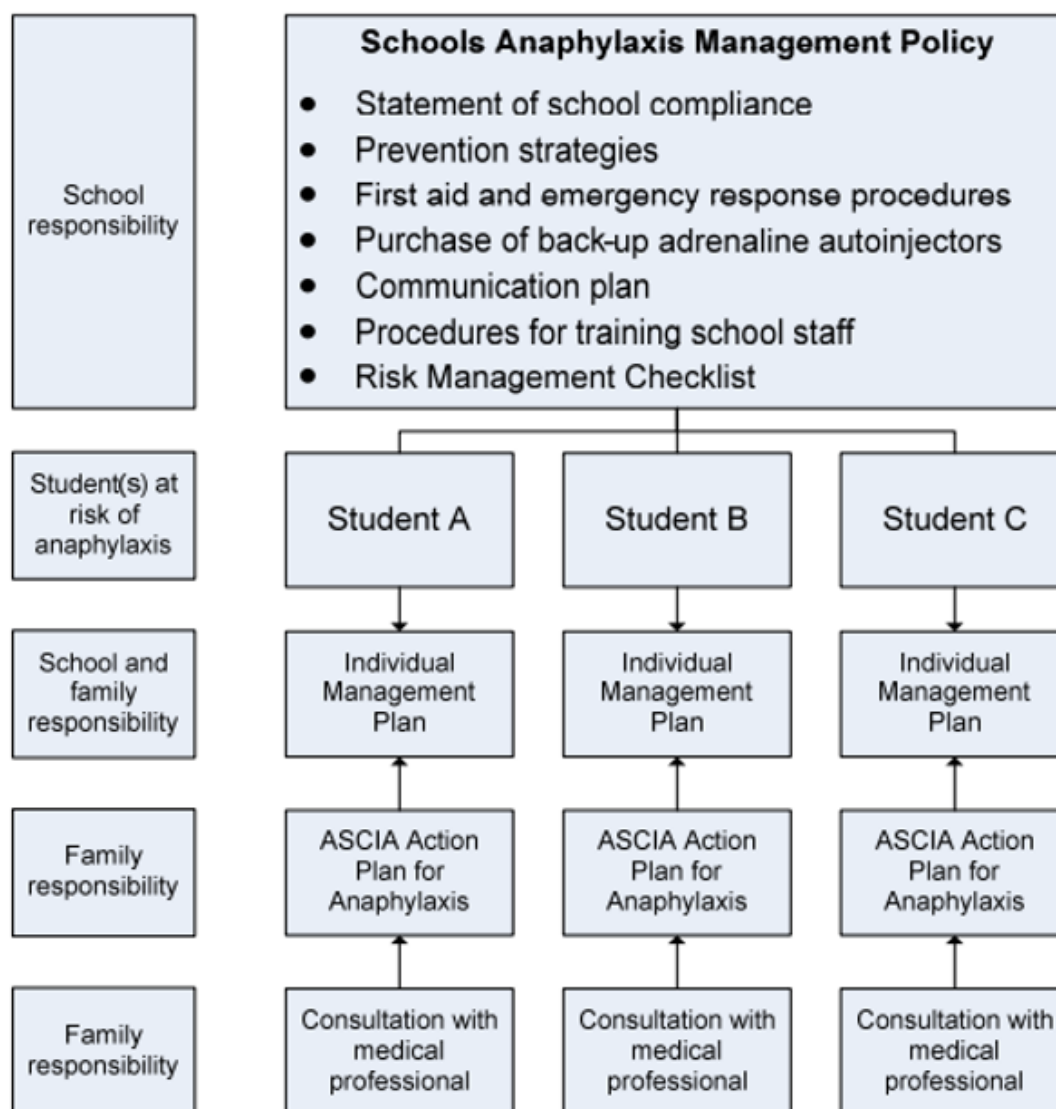 School
responsibility
Schools Anaphylaxis Management Policy
• Statement of school compliance
• Prevention strategies
• First aid and emergency response procedures
• Purchase of back-up adrenaline autoinjectors
• Communication plan
• Procedures for training school staff
• Risk Management Checklist
Student(s) at
risk of
anaphylaxis
Student A
Student B
Student C
School and
family
responsibility
Individual
Management
Plan
Individual
Management
Plan
Individual
Management
Plan
Family
responsibility
ASCIA Action
Plan for
Anaphylaxis
ASCIA Action
Plan for
Anaphylaxis
ASCIA Action
Plan for
Anaphylaxis
Family
responsibility
Consultation with
medical
professional
Consultation with
medical
professional
Consultation with
medical
professional